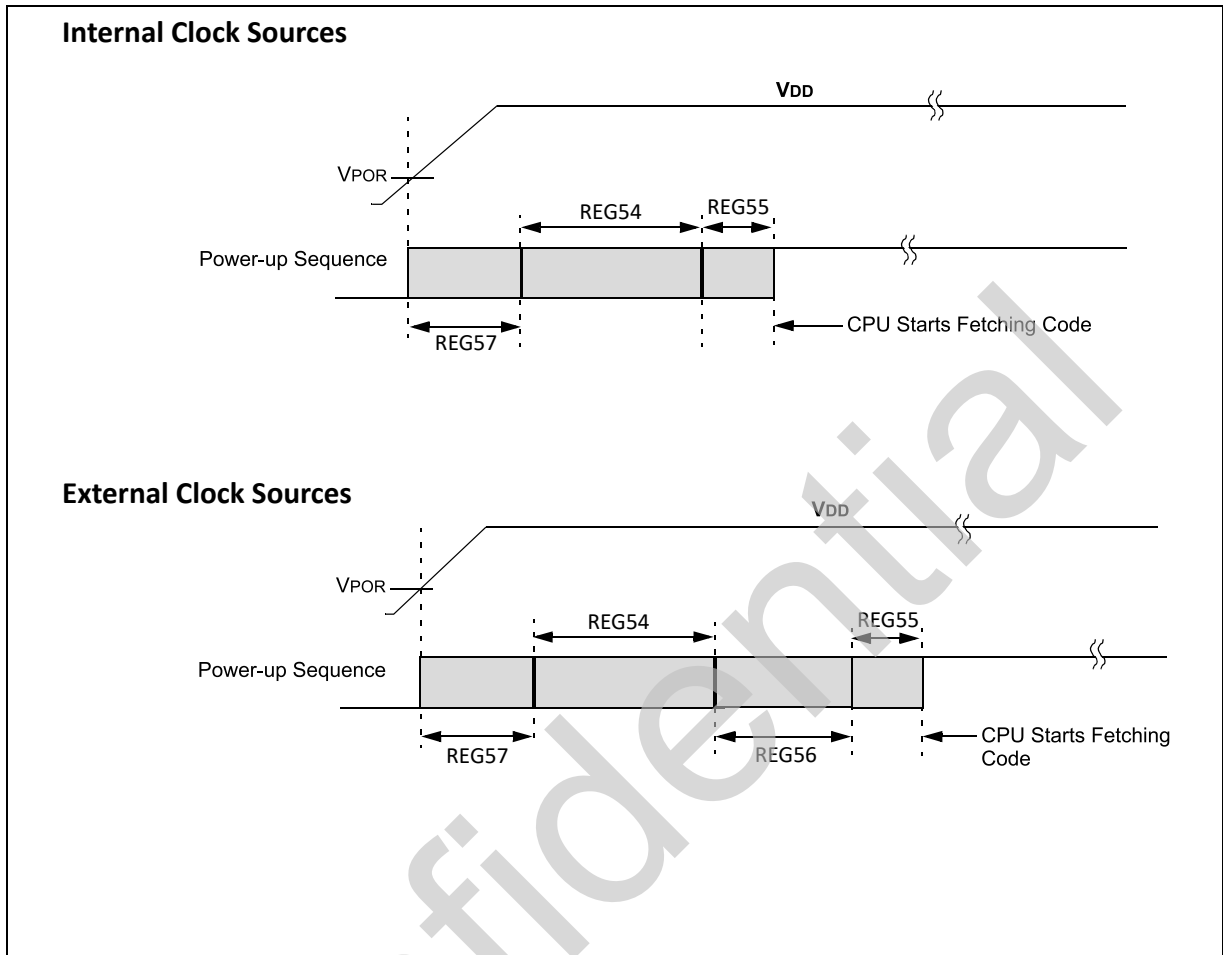 Internal Clock Sources
VDD
VPOR
REG54
REG55
Power-up Sequence
CPU Starts Fetching Code
REG57
External Clock Sources
VDD
VPOR
REG54
REG55
Power-up Sequence
REG57
REG56
CPU Starts Fetching
Code
fidential